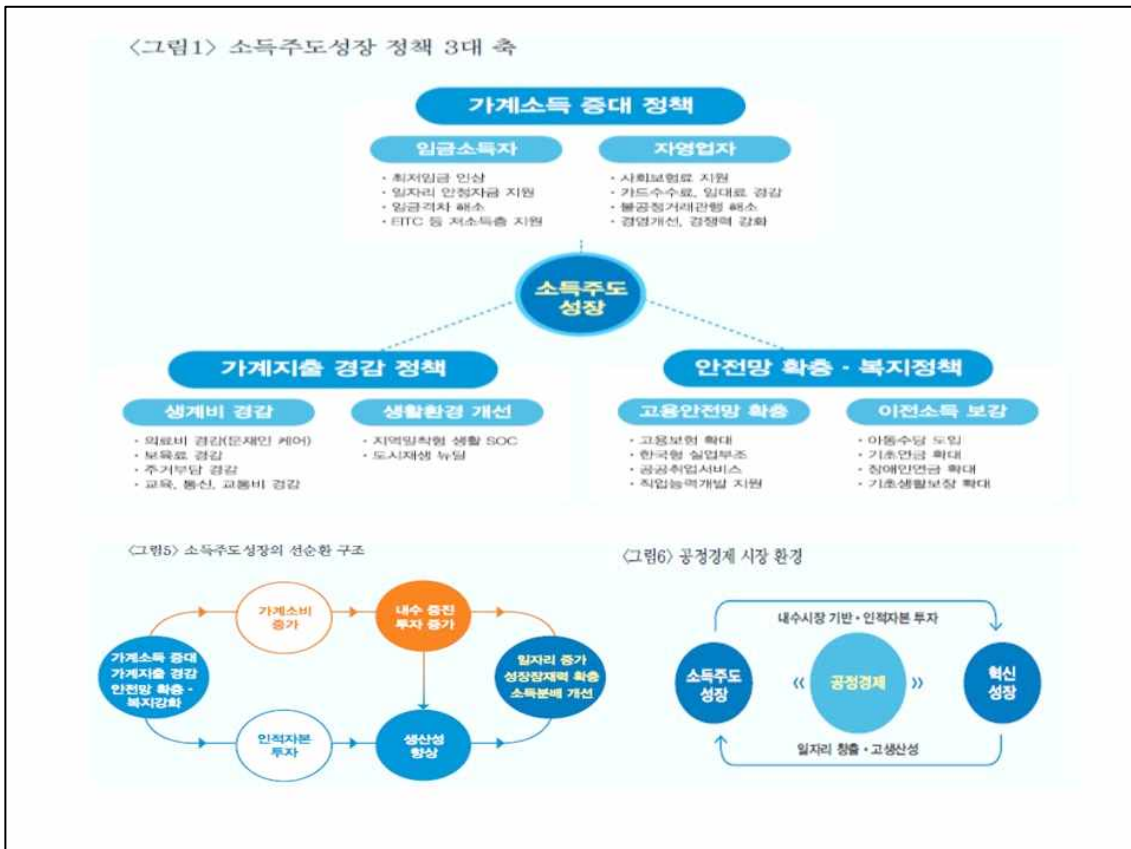 〈그림1〉 소득주도성장 정책 3대 축
가계소득 증대 정책
임금소득자
· 최저임금 인상
· 일자리 안정자금 지원
· 임금격차 해소
· EITC 등 저소득층 지원
자영업자
· 사회보험료 지원
· 카드수수료, 임대료 경감
· 불공정거래관행 해소
· 경영개선, 경쟁력 강화
소득주도
성장
가계지출 경감 정책
생계비 경감
· 의료비 경감(문재인 케어)
· 보육료 경감
· 주거부담 경감
· 교육, 통신, 교통비 경감
생활환경 개선
· 지역밀착형 생활 SOC
· 도시재생 뉴딜
안전망 확충 · 복지정책
고용안전망 확충
· 고용보험 확대
· 한국형 실업부조
· 공공취업서비스
· 직업능력개발 지원
이전소득 보강
· 아동수당 도입
· 기초연금 확대
· 장애인연금 확대
· 기초생활보장 확대
〈그림5〉 소득주도성장의 선순환 구조
가계소득 증대
가계지출 경감
안전망 확충 ·
복지강화
가계소비
증가
내수 증진
투자 증가
인적자본
투자
생산성
향상
일자리 증가
성장잠재력 확충
소득분배 개선
〈그림6〉 공정경제 시장 환경
내수시장 기반 · 인적자본 투자
소득주도
성장
《 공정경제 》
혁신
성장
일자리 창출 · 고생산성